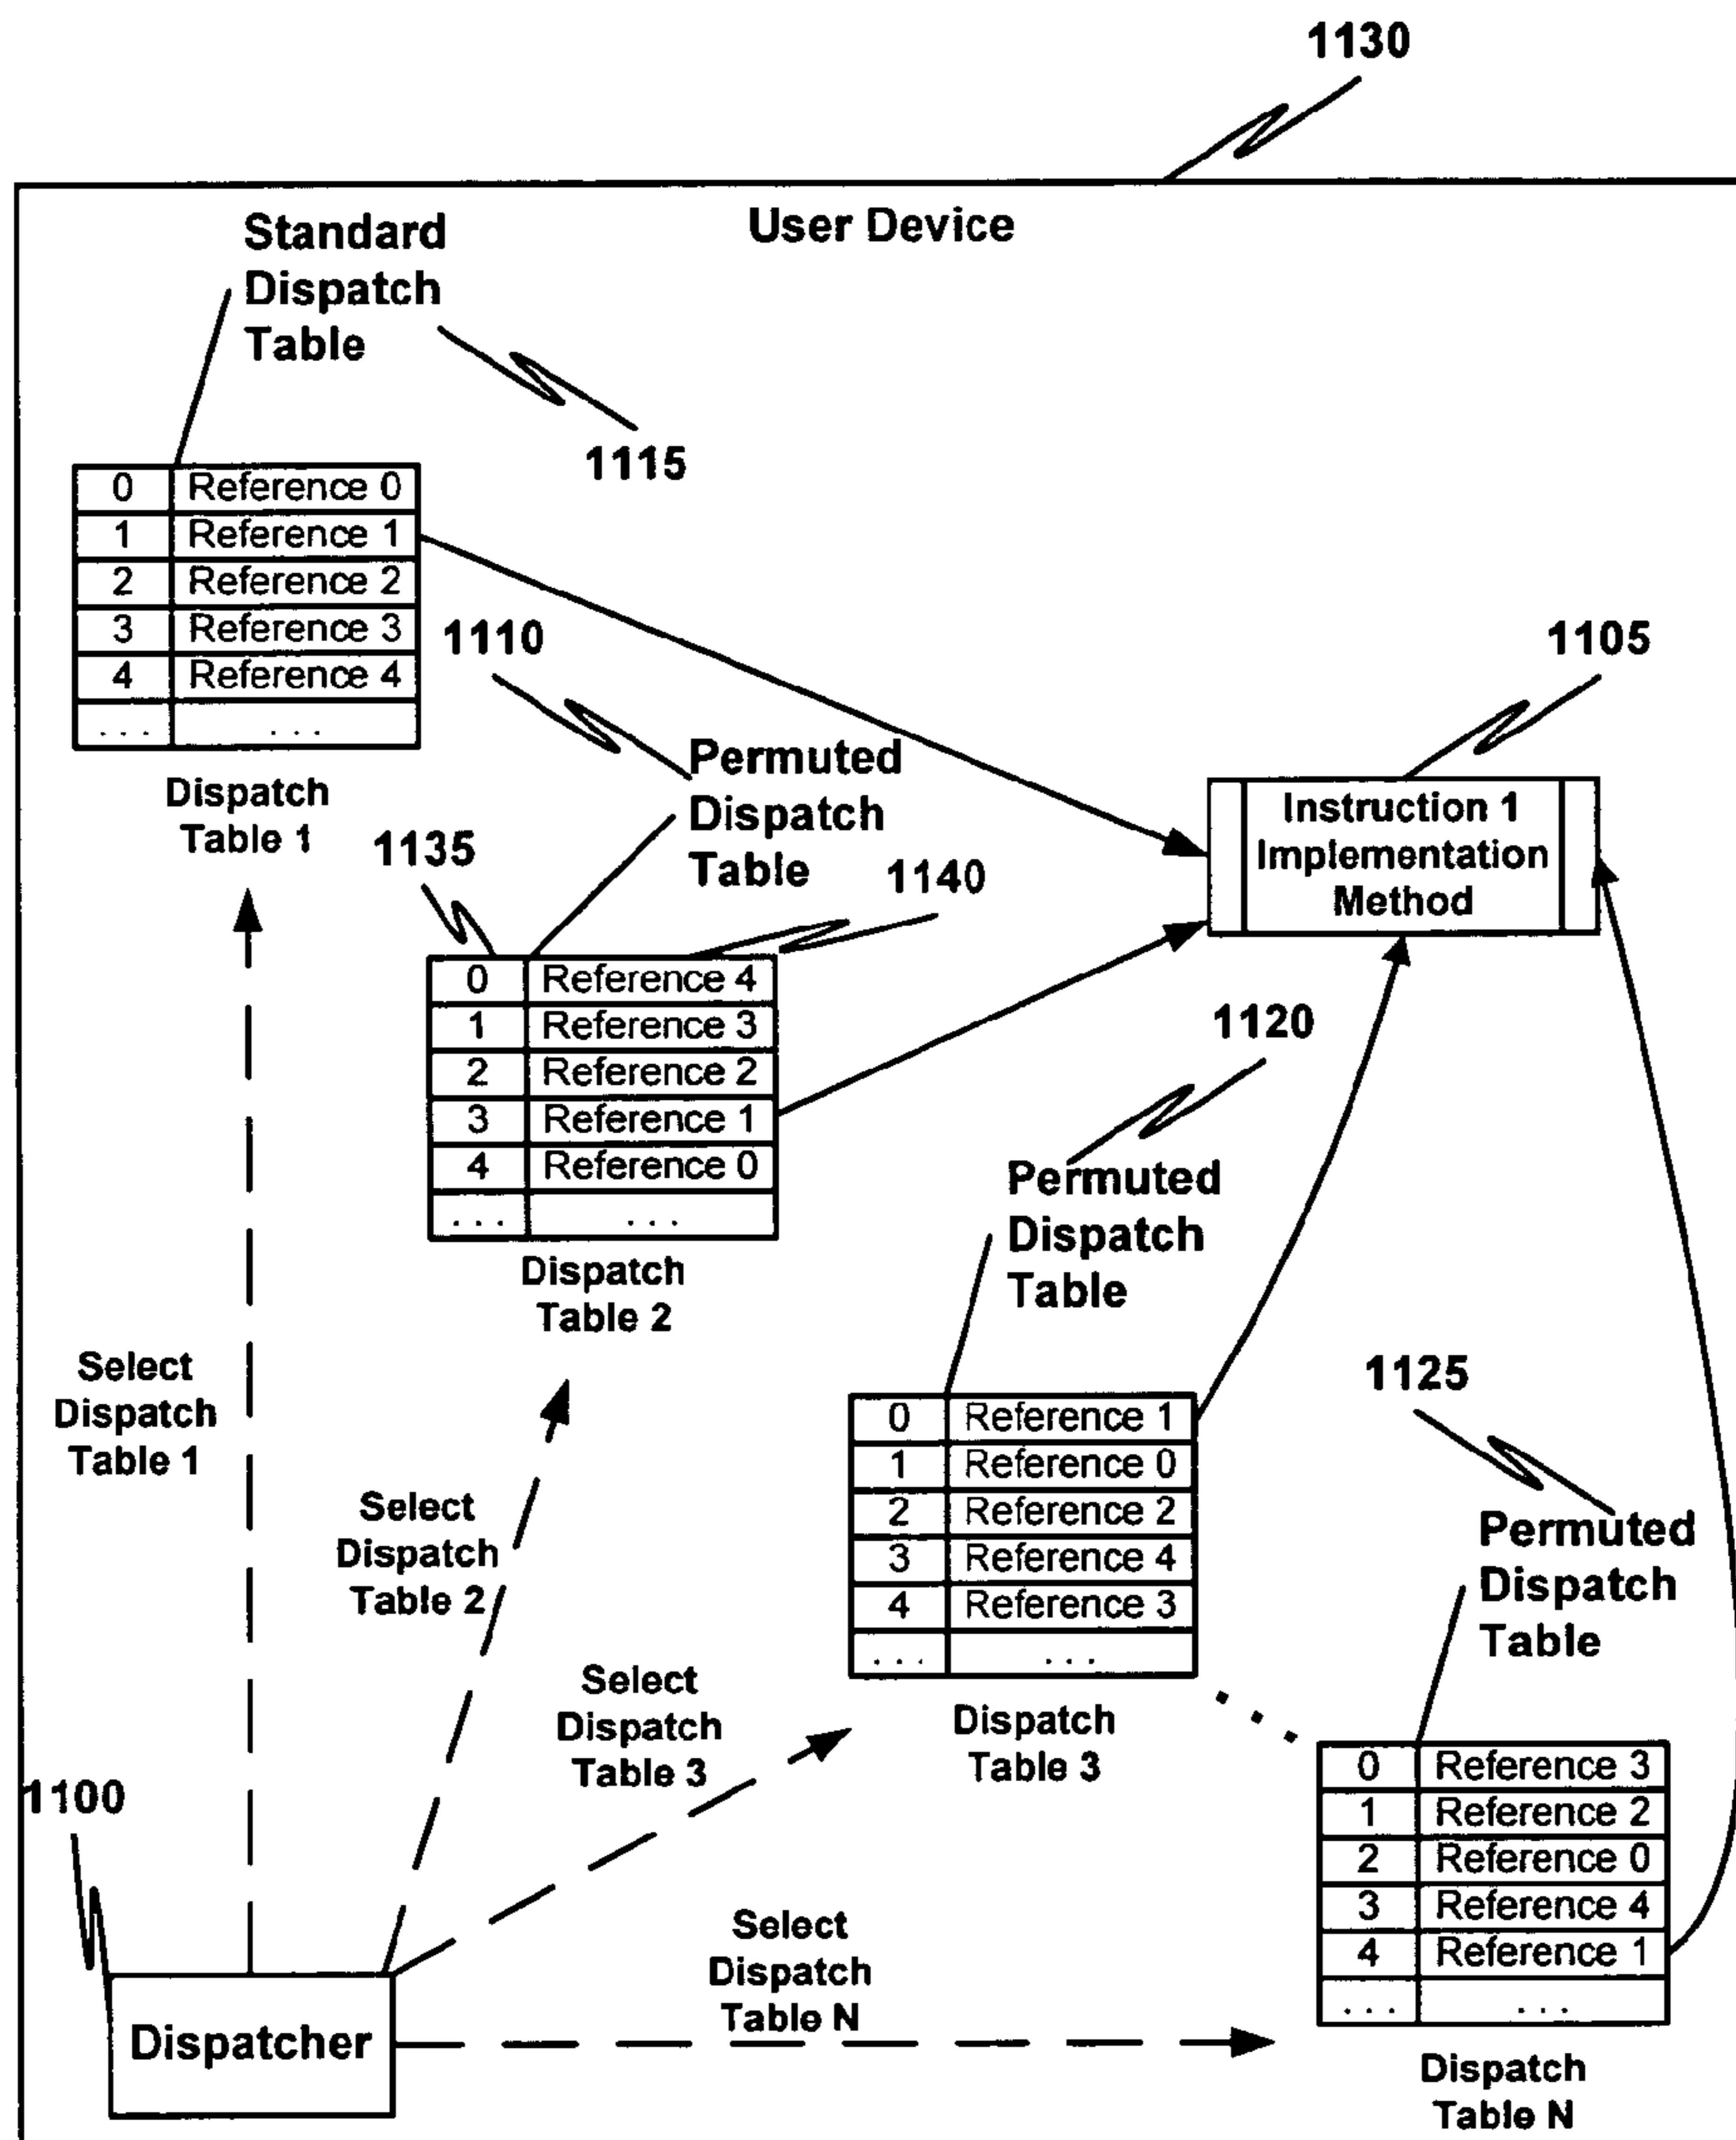 1130
User Device
Standard
Dispatch
Table
1115
0 Reference 0
1 Reference 1
2 Reference 2
3 Reference 3
4 Reference 4
... ...
Dispatch
Table 1
1110
1105
Permuted
Dispatch
Table
Instruction 1
Implementation
Method
1135
1140
0 Reference 4
1 Reference 3
2 Reference 2
3 Reference 1
4 Reference 0
... ...
Dispatch
Table 2
1120
Permuted
Dispatch
Table
0 Reference 1
1 Reference 0
2 Reference 2
3 Reference 4
4 Reference 3
... ...
Dispatch
Table 3
1125
Permuted
Dispatch
Table
0 Reference 3
1 Reference 2
2 Reference 0
3 Reference 4
4 Reference 1
... ...
Dispatch
Table N
Select
Dispatch
Table 1
Select
Dispatch
Table 2
Select
Dispatch
Table 3
Select
Dispatch
Table N
1100
Dispatcher